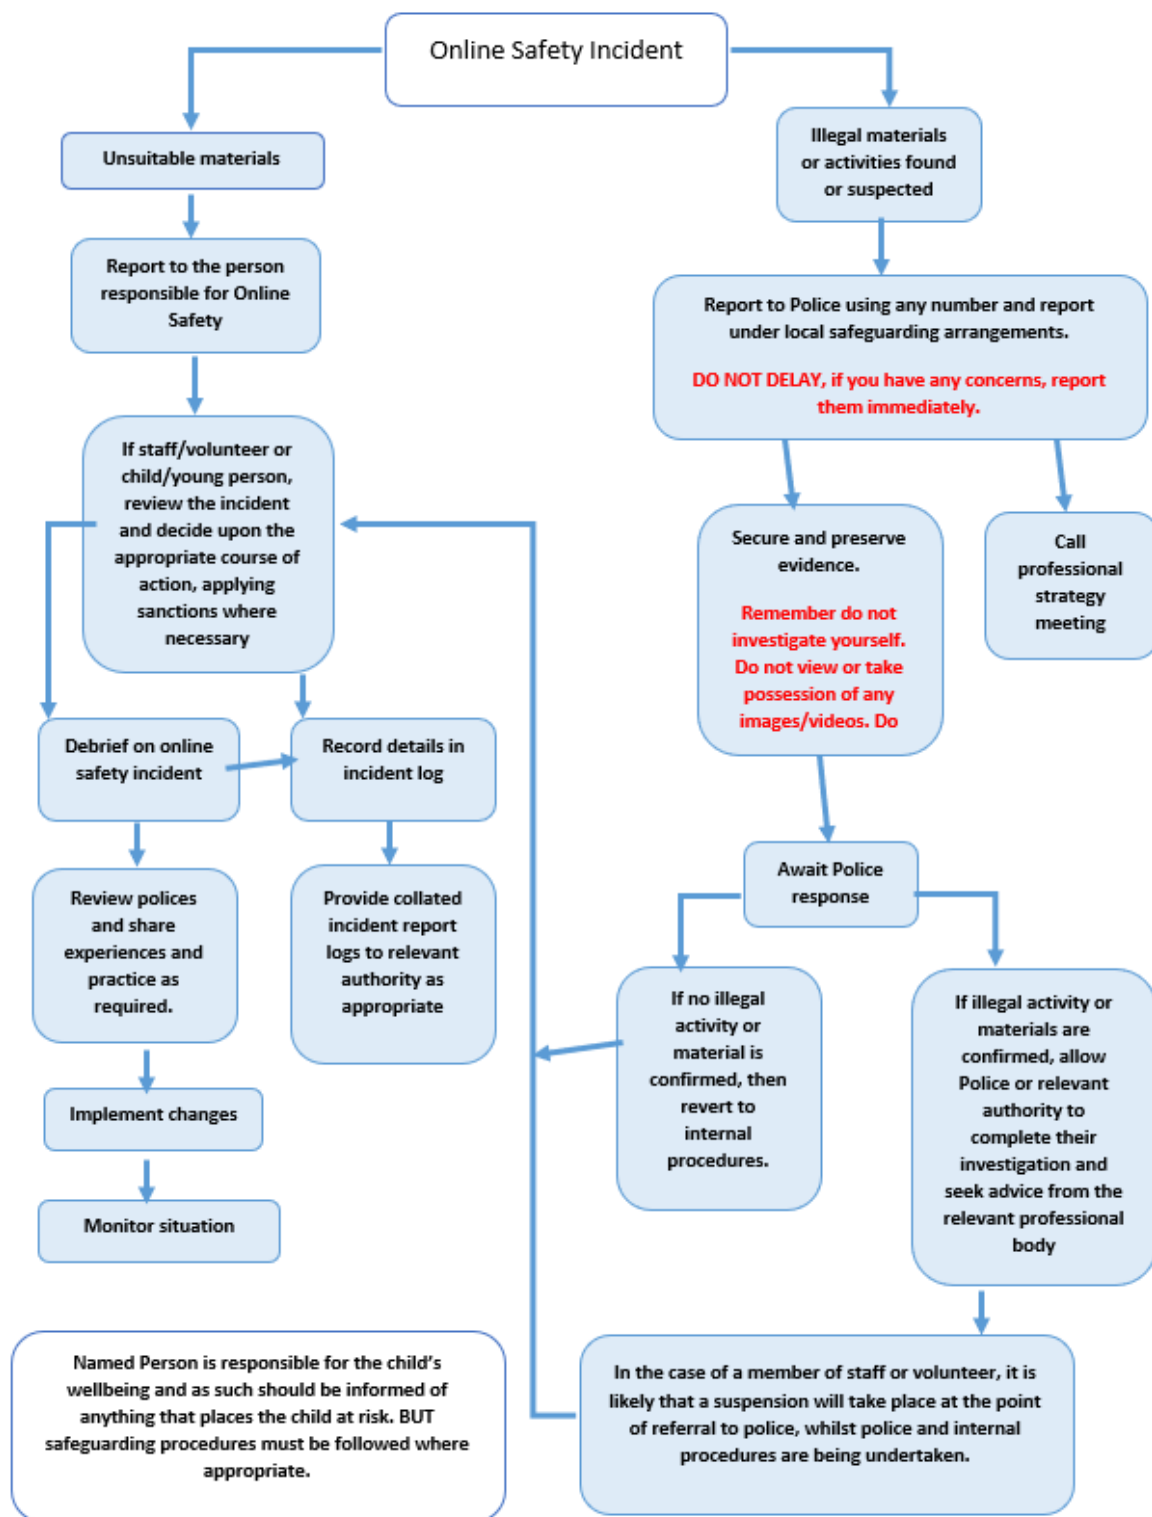 Online Safety Incident
Unsuitable materials
Illegal materials
or activities found
or suspected
Report to the person
responsible for Online
Safety
Report to Police using any number and report
under local safeguarding arrangements.
DO NOT DELAY, if you have any concerns, report
them immediately.
If staff/volunteer or
child/young person,
review the incident
and decide upon the
appropriate course of
action, applying
sanctions where
necessary
Secure and preserve
evidence.
Remember do not
investigate yourself.
Do not view or take
possession of any
images/videos. Do
Call
professional
strategy
meeting
Debrief on online
safety incident
Record details in
incident log
Await Police
response
Review polices
and share
experiences and
practice as
required.
Provide collated
incident report
logs to relevant
authority as
appropriate
If no illegal
activity or
material is
confirmed, then
revert to
internal
procedures.
If illegal activity or
materials are
confirmed, allow
Police or relevant
authority to
complete their
investigation and
seek advice from the
relevant professional
body
Implement changes
Monitor situation
Named Person is responsible for the child's
wellbeing and as such should be informed of
anything that places the child at risk. BUT
safeguarding procedures must be followed where
appropriate.
In the case of a member of staff or volunteer, it is
likely that a suspension will take place at the point
of referral to police, whilst police and internal
procedures are being undertaken.